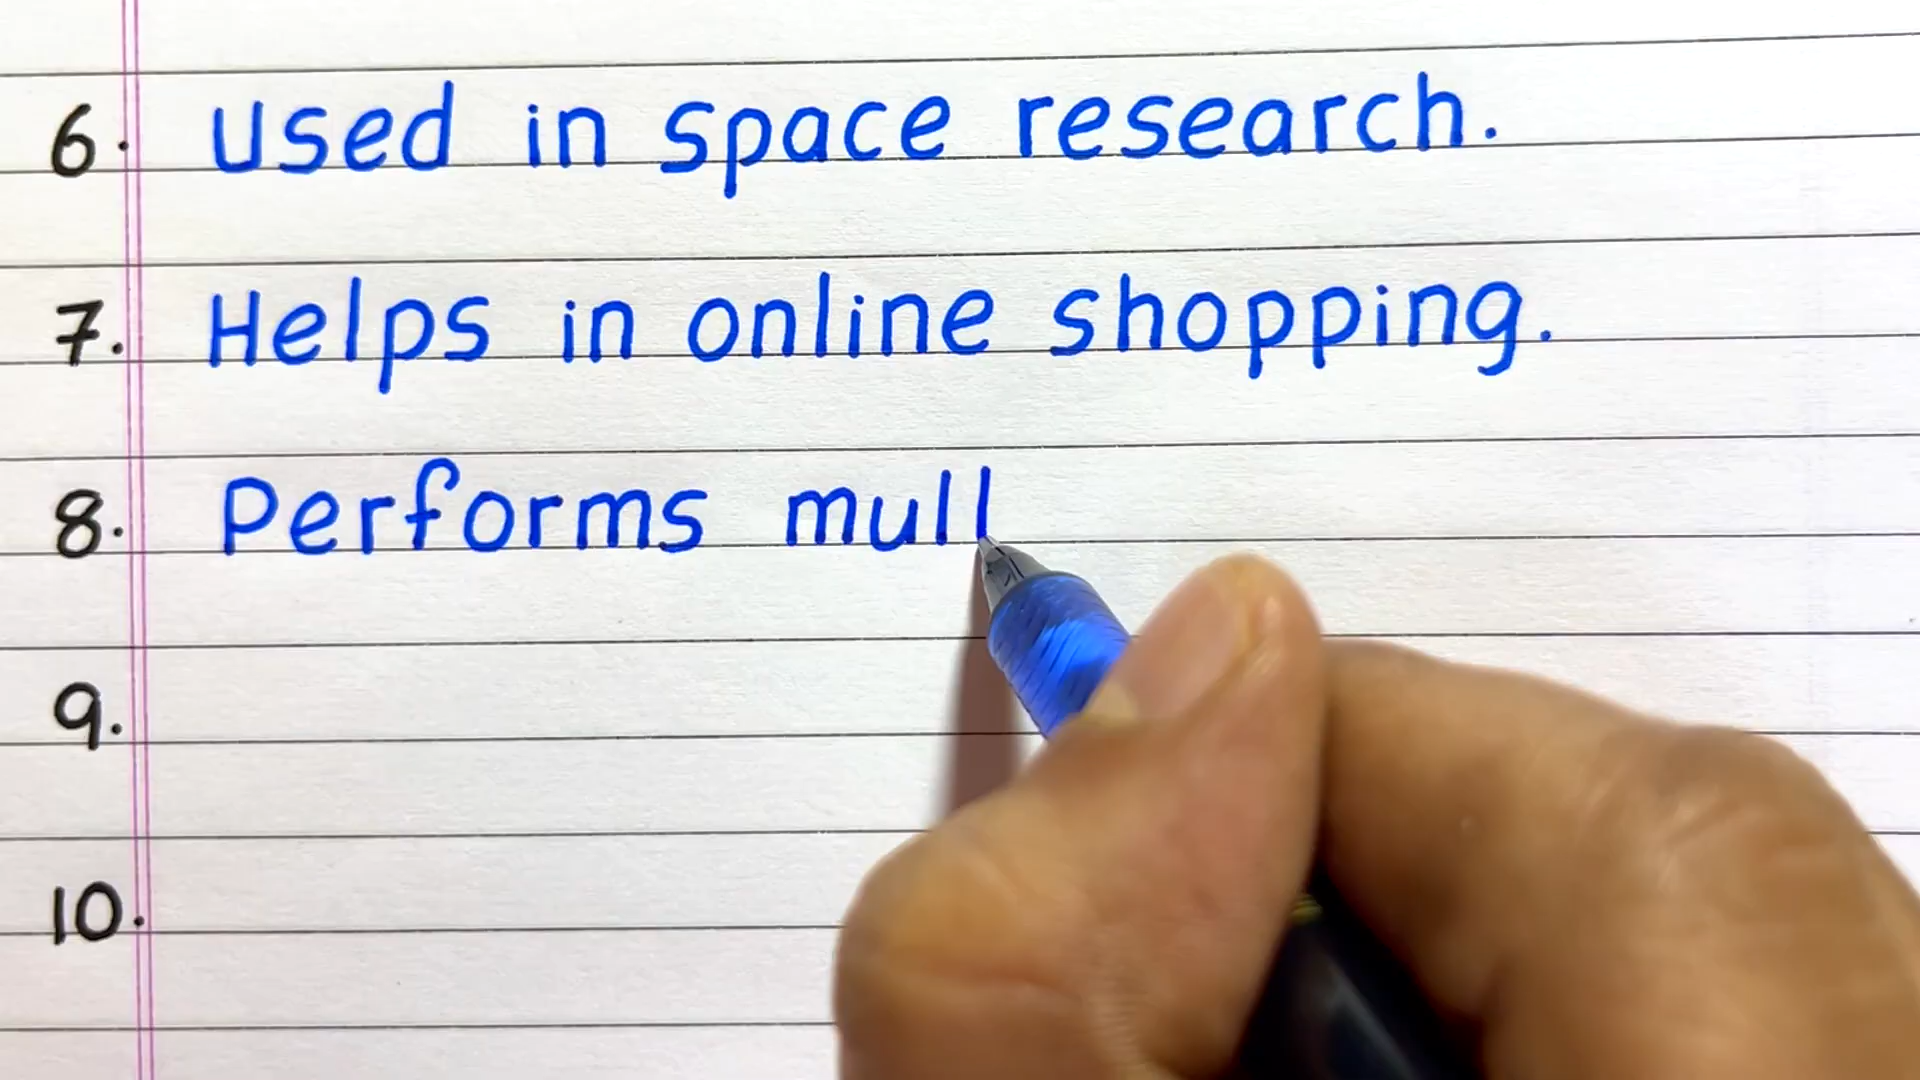 6. Used in space research.
7. Helps in online shopping.
8. Performs mull
9.
10.